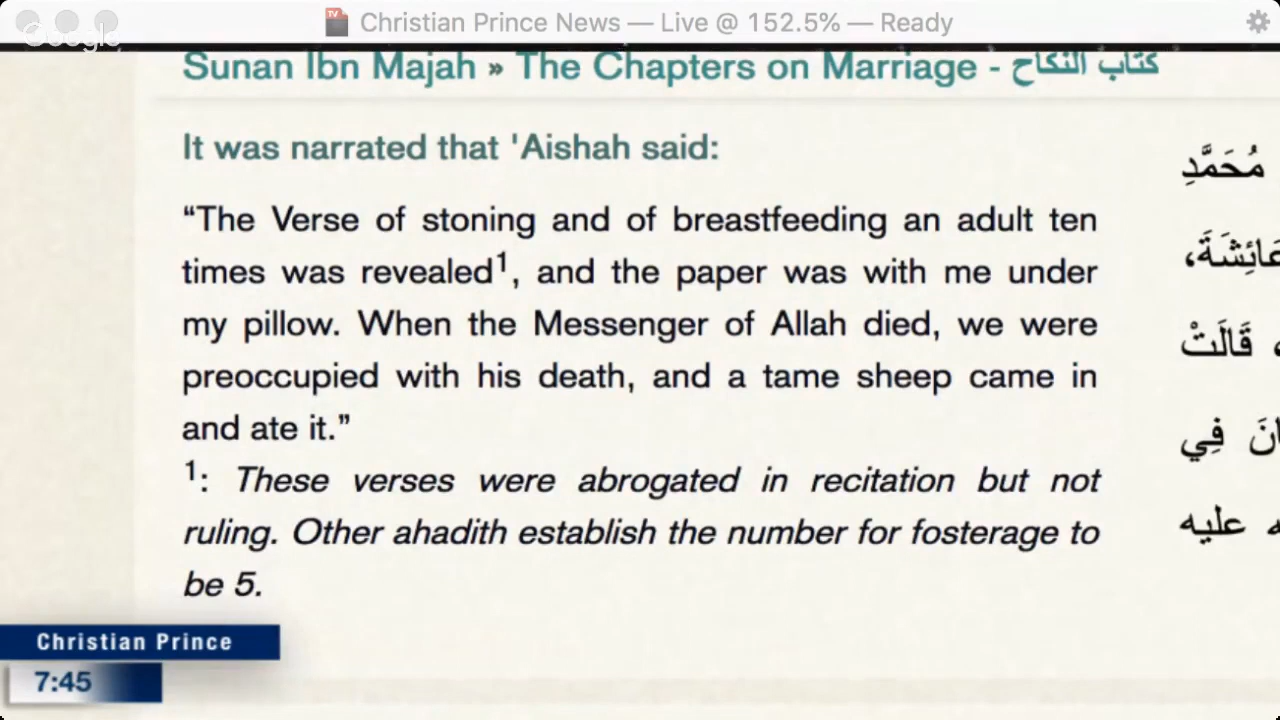 Christian Prince News — Live @ 152.5% — Ready
Google
Sunan Ibn Majah » The Chapters on Marriage - كتاب النكاح
It was narrated that 'Aishah said:
“The Verse of stoning and of breastfeeding an adult ten
times was revealed¹, and the paper was with me under
my pillow. When the Messenger of Allah died, we were
preoccupied with his death, and a tame sheep came in
and ate it.”
¹: These verses were abrogated in recitation but not
ruling. Other ahadith establish the number for fosterage to
be 5.
مُحَمَّدِ
عَائِشَةَ،
قَالَتْ
فِي
عليه
Christian Prince
7:45